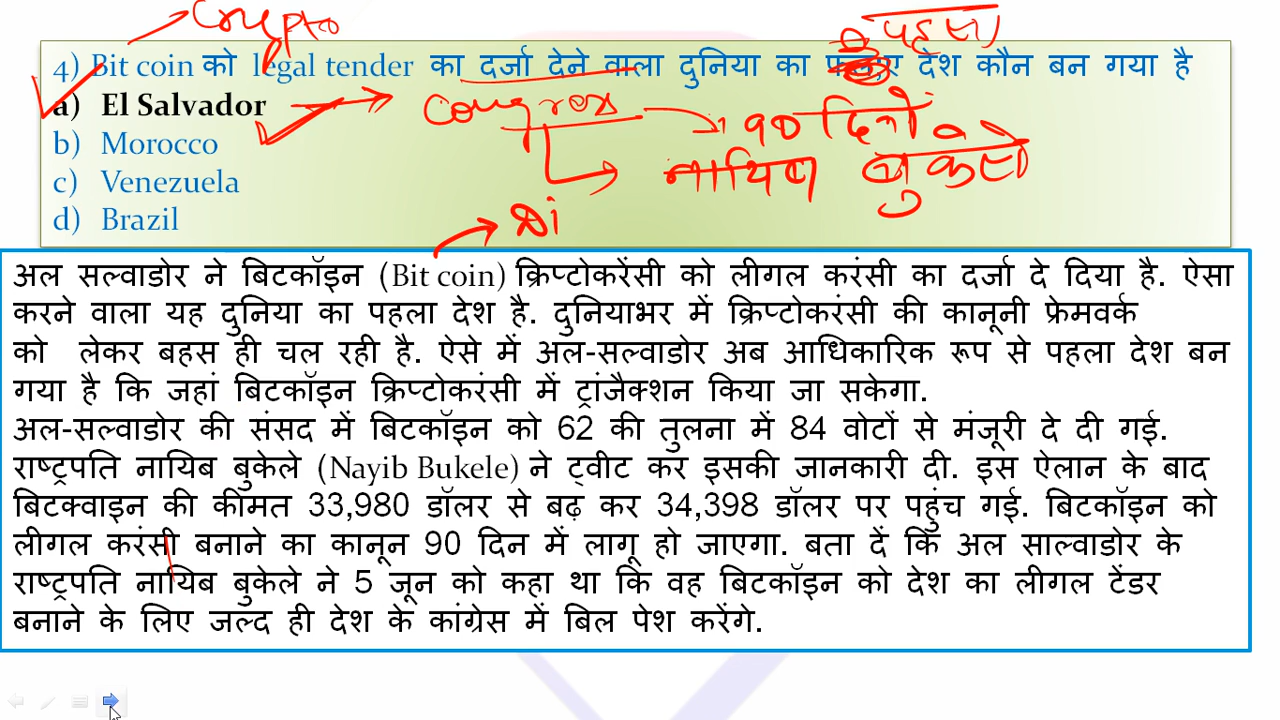 Crypto
पहला
4) Bit coin को legal tender का दर्जा देने वाला दुनिया का देश कौन बन गया है
a) El Salvador
Congress
90 दिनों
b) Morocco
नायिब बुकेले
c) Venezuela
d) Brazil
अल सल्वाडोर ने बिटकॉइन (Bit coin) क्रिप्टोकरेंसी को लीगल करंसी का दर्जा दे दिया है. ऐसा
करने वाला यह दुनिया का पहला देश है. दुनियाभर में क्रिप्टोकरंसी की कानूनी फ्रेमवर्क
को लेकर बहस ही चल रही है. ऐसे में अल-सल्वाडोर अब आधिकारिक रूप से पहला देश बन
गया है कि जहां बिटकॉइन क्रिप्टोकरंसी में ट्रांजैक्शन किया जा सकेगा.
अल-सल्वाडोर की संसद में बिटकॉइन को 62 की तुलना में 84 वोटों से मंजूरी दे दी गई.
राष्ट्रपति नायिब बुकेले (Nayib Bukele) ने ट्वीट कर इसकी जानकारी दी. इस ऐलान के बाद
बिटक्वाइन की कीमत 33,980 डॉलर से बढ़ कर 34,398 डॉलर पर पहुंच गई. बिटकॉइन को
लीगल करंसी बनाने का कानून 90 दिन में लागू हो जाएगा. बता दें कि अल साल्वाडोर के
राष्ट्रपति नायिब बुकेले ने 5 जून को कहा था कि वह बिटकॉइन को देश का लीगल टेंडर
बनाने के लिए जल्द ही देश के कांग्रेस में बिल पेश करेंगे.